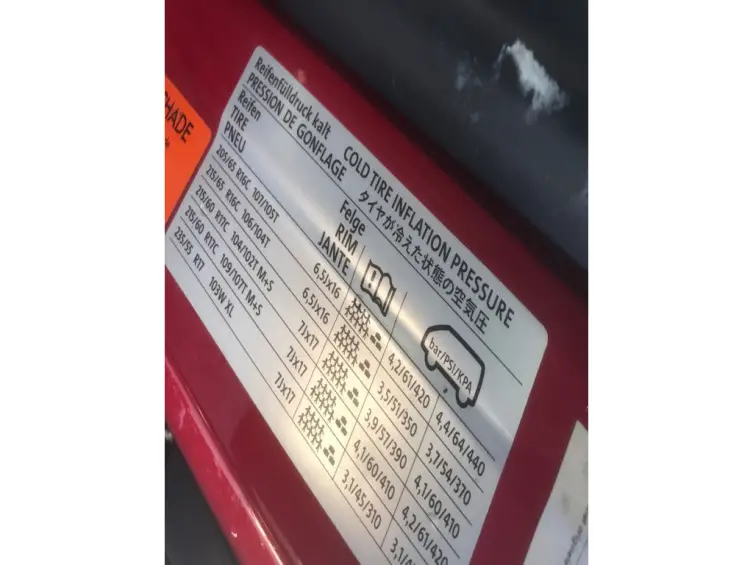 HADE
Reifenfülldruck kalt
COLD TIRE INFLATION PRESSURE
PRESSION DE GONFLAGE
タイヤが冷えた状態の空気圧
Reifen
TIRE
PNEU
Felge
RIM
JANTE
bar/PSI/KPA
205/65 R16C 107/105T 6.5Jx16 4,2/61/420 4,4/64/440
215/65 R16C 106/104T 6.5Jx16 3,5/51/350 3,7/54/370
215/60 R17C 104/102T M+S 7Jx17 3,9/57/390 4,1/60/410
215/60 R17C 109/107T M+S 7Jx17 4,1/60/410 4,2/61/420
235/55 R17 103W XL 7Jx17 3,1/45/310 3,1/4